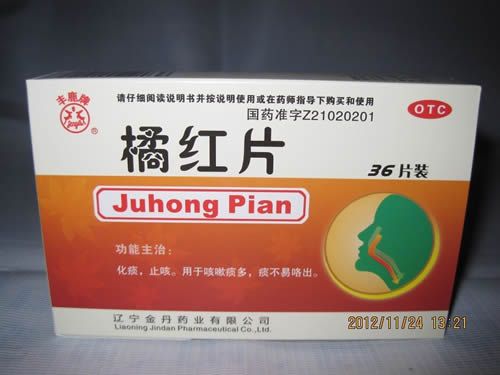 丰鹿牌
®
请仔细阅读说明书并按说明使用或在药师指导下购买和使用
国药准字Z21020201
OTC
橘红片
36片装
Juhong Pian
功能主治:
化痰,止咳。用于咳嗽痰多,痰不易咯出。
辽宁金丹药业有限公司
Liaoning Jindan Pharmaceutical Co.,Ltd.
2012/11/24 13:21